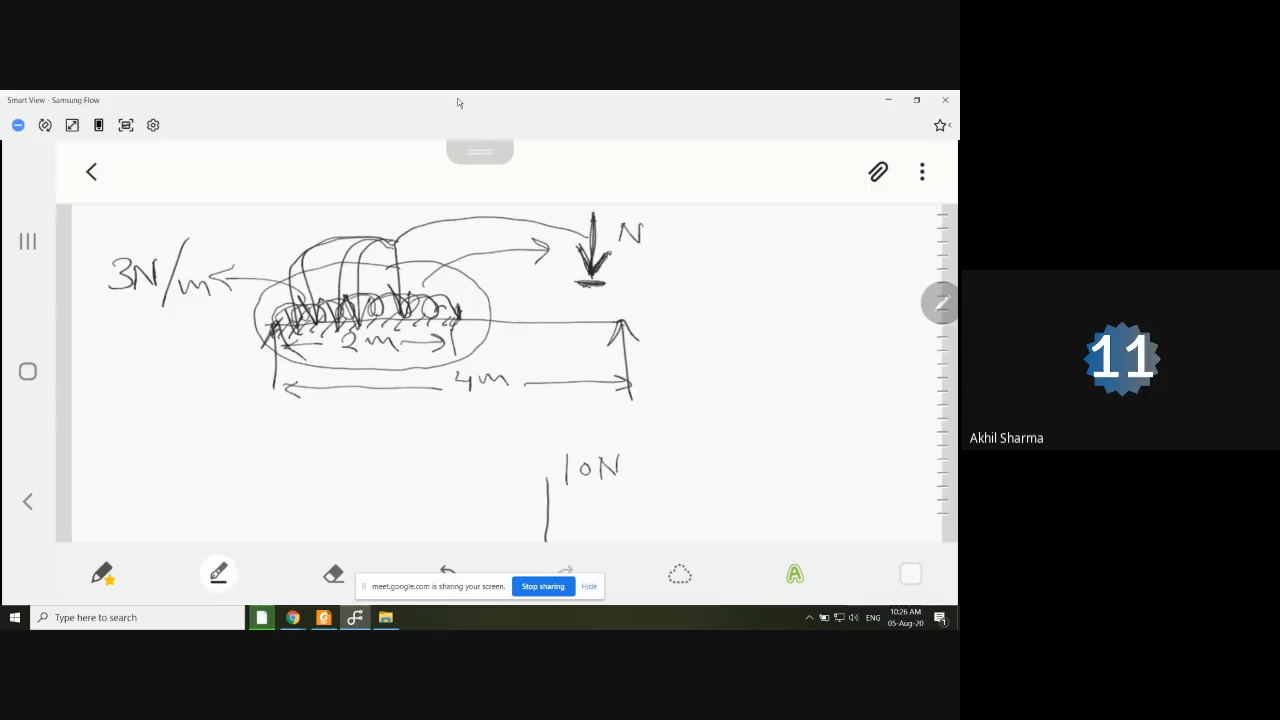 Smart View - Samsung Flow
N
3N/m
2m
4m
10N
meet.google.com is sharing your screen.
Stop sharing
Hide
Type here to search
ENG
10:26 AM
05-Aug-20
1
11
Akhil Sharma